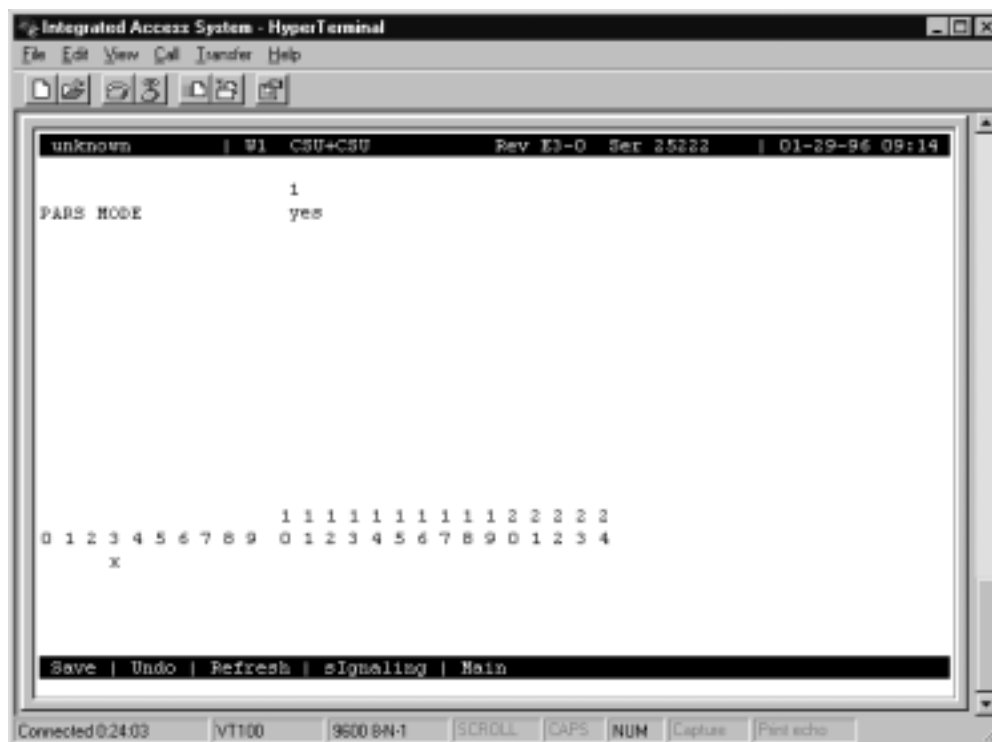 Integrated Access System - HyperTerminal
File Edit View Call Transfer Help
unknown | W1 CSU+CSU Rev E3-0 Ser 25222 | 01-29-96 09:14
1
PARS MODE yes
1 1 1 1 1 1 1 1 1 1 2 2 2 2 2
0 1 2 3 4 5 6 7 8 9 0 1 2 3 4 5 6 7 8 9 0 1 2 3 4
x
Save | Undo | Refresh | sIgnaling | Main
Connected 0:24:03 VT100 9600 8-N-1 SCROLL CAPS NUM Capture Print echo